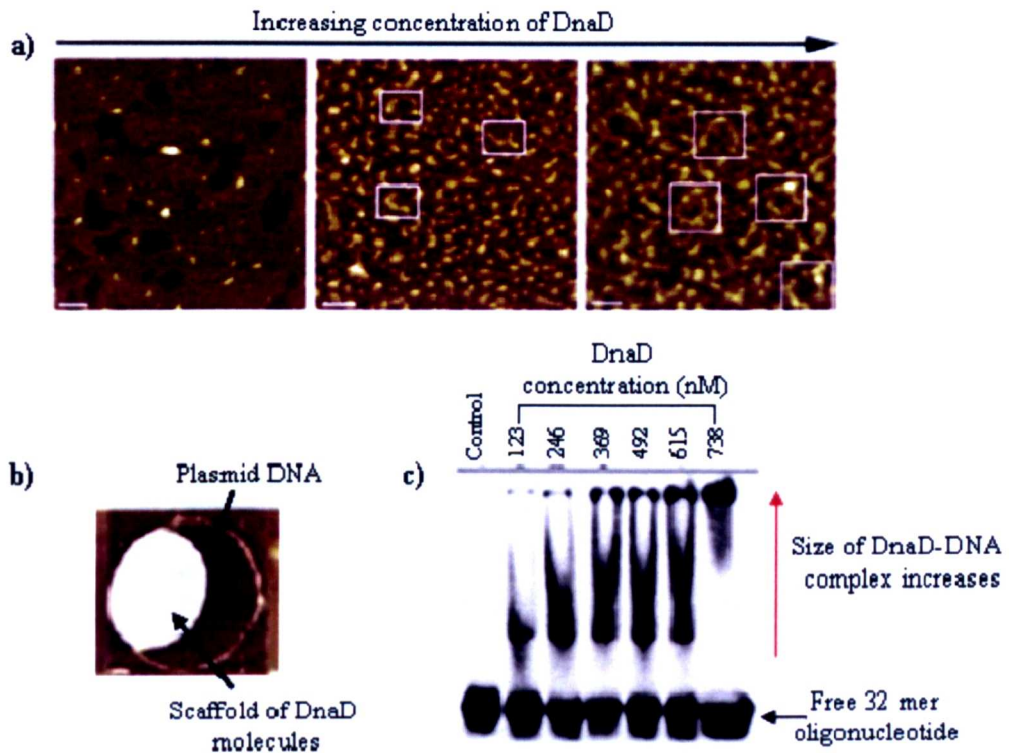 Increasing concentration of DnaD
a)
DnaD
concentration (nM)
Control
123
246
369
492
615
738
b)
Plasmid DNA
c)
Size of DnaD-DNA
complex increases
Scaffold of DnaD
molecules
Free 32 mer
oligonucleotide